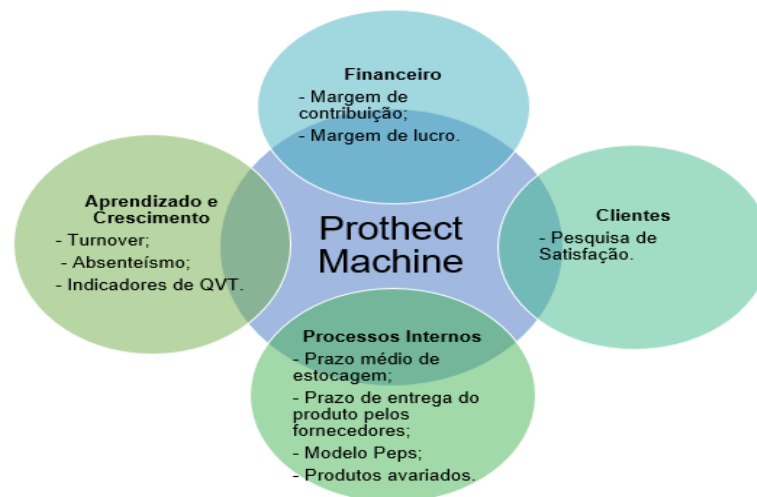 Financeiro
- Margem de
contribuição;
- Margem de lucro.
Aprendizado e
Crescimento
- Turnover;
- Absenteísmo;
- Indicadores de QVT.
Prothect
Machine
Clientes
- Pesquisa de
Satisfação.
Processos Internos
- Prazo médio de
estocagem;
- Prazo de entrega do
produto pelos
fornecedores;
- Modelo Peps;
- Produtos avariados.